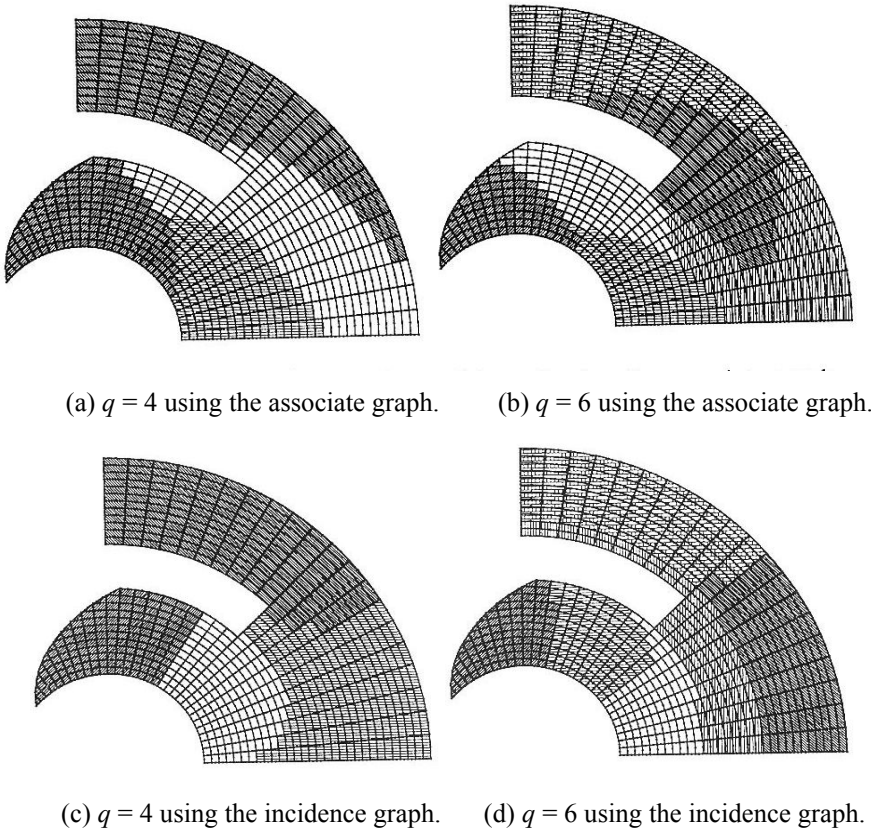 (a) q = 4 using the associate graph.
(b) q = 6 using the associate graph.
(c) q = 4 using the incidence graph.
(d) q = 6 using the incidence graph.